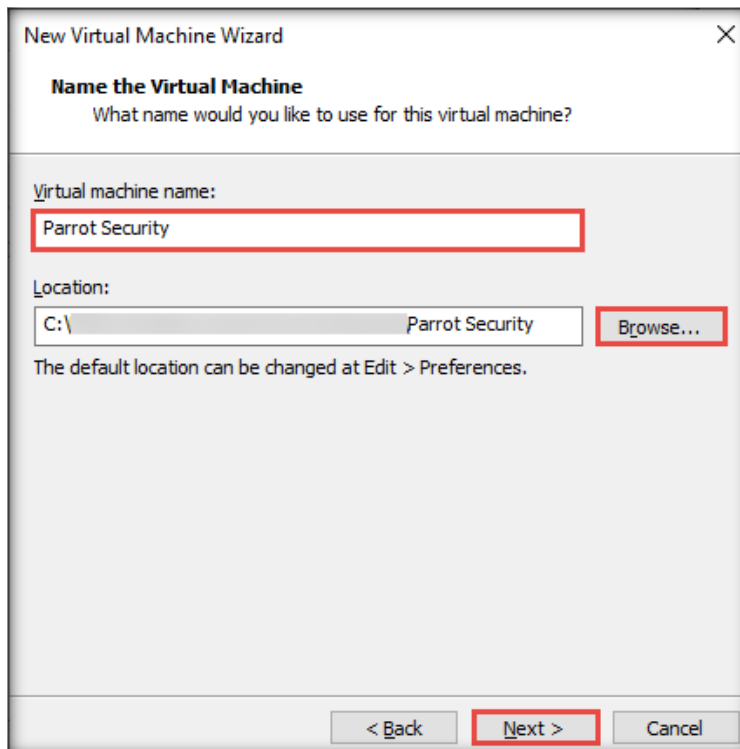 New Virtual Machine Wizard
Name the Virtual Machine
What name would you like to use for this virtual machine?
Virtual machine name:
Parrot Security
Location:
C:\ Parrot Security Browse...
The default location can be changed at Edit > Preferences.
< Back Next > Cancel